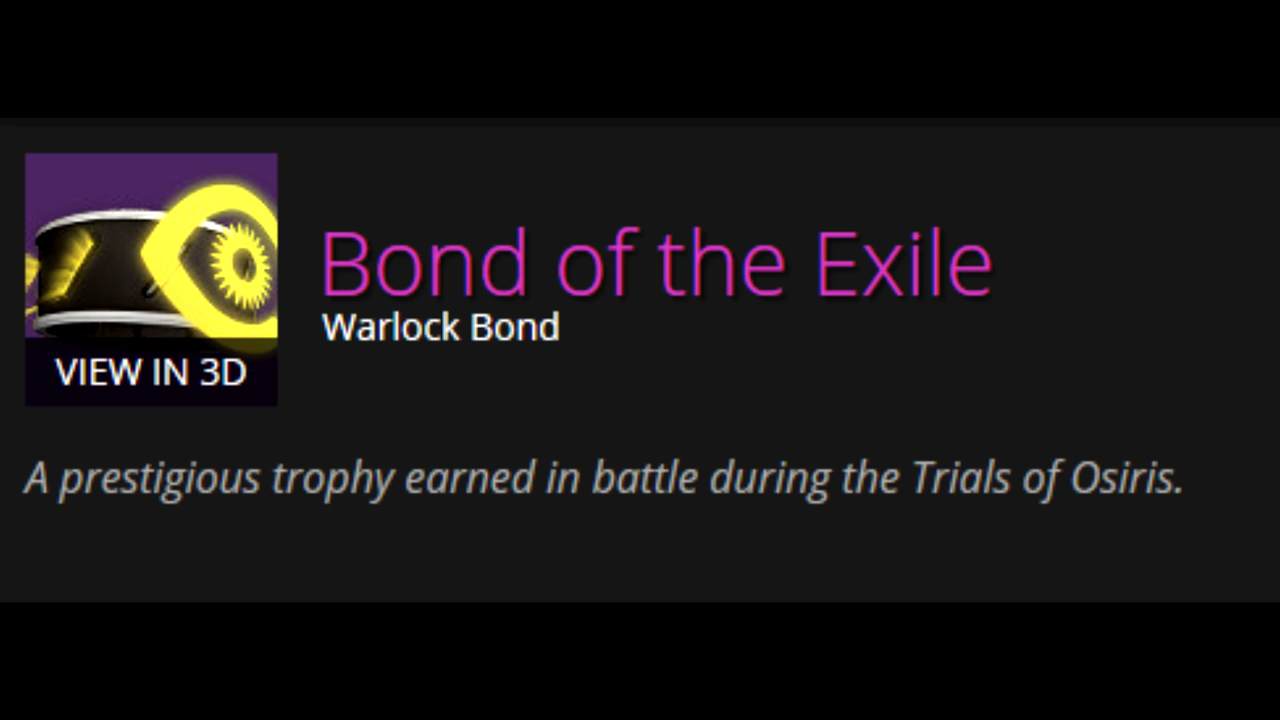 Bond of the Exile
Warlock Bond
VIEW IN 3D
A prestigious trophy earned in battle during the Trials of Osiris.